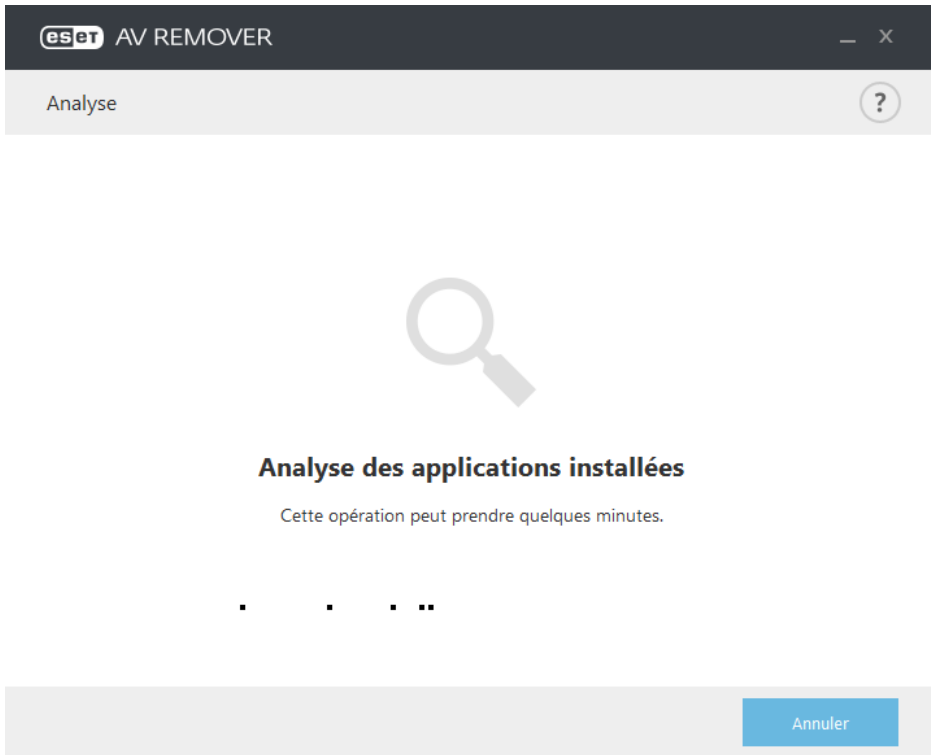 eset AV REMOVER
Analyse
?
Analyse des applications installées
Cette opération peut prendre quelques minutes.
Annuler